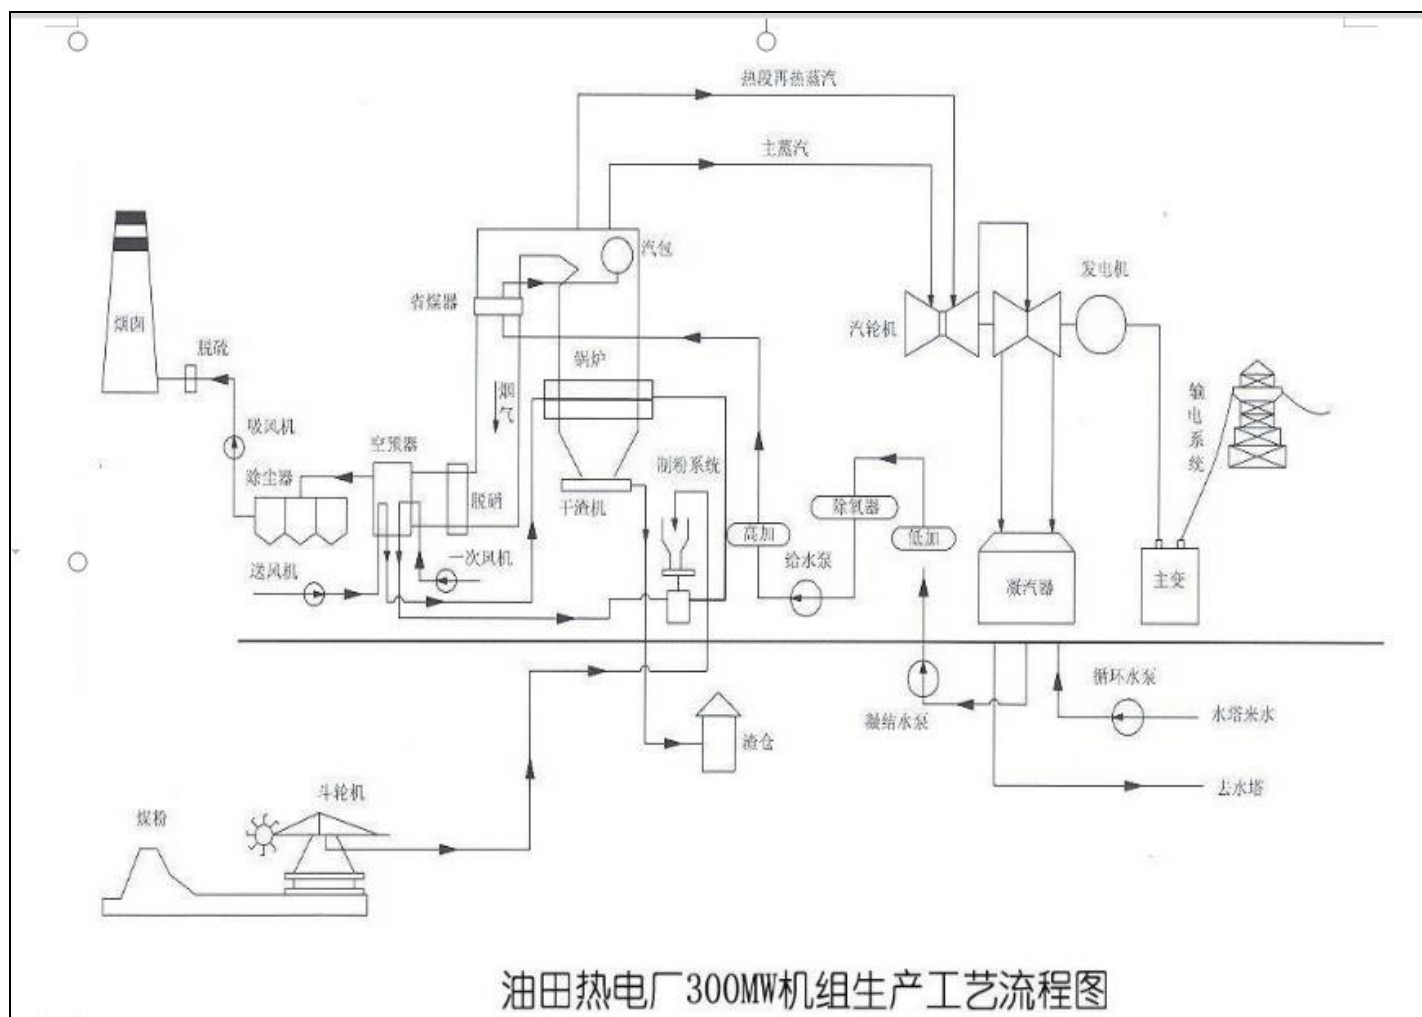 热段再热蒸汽
主蒸汽
汽包
发电机
省煤器
烟囱
汽轮机
脱硫
锅炉
烟气
输电系统
吸风机
空预器
除尘器
制粉系统
脱硝
干渣机
除氧器
高加
低加
一次风机
给水泵
送风机
凝汽器
主变
循环水泵
凝结水泵
水塔来水
渣仓
去水塔
斗轮机
煤粉
油田热电厂300MW机组生产工艺流程图